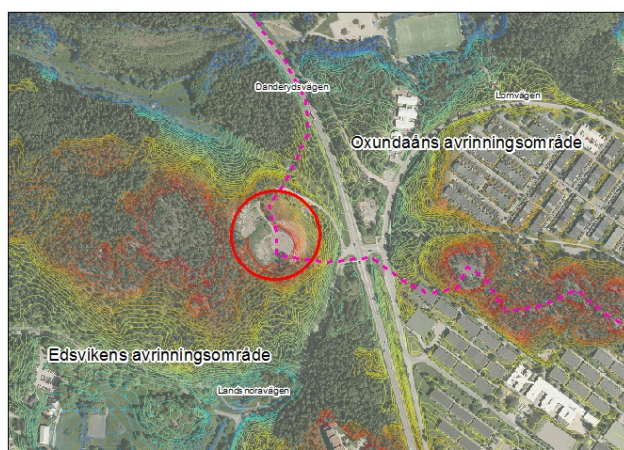 Danderydsvägen
Lomvägen
Oxundaåns avrinningsområde
Edsvikens avrinningsområde
Landsnoravägen